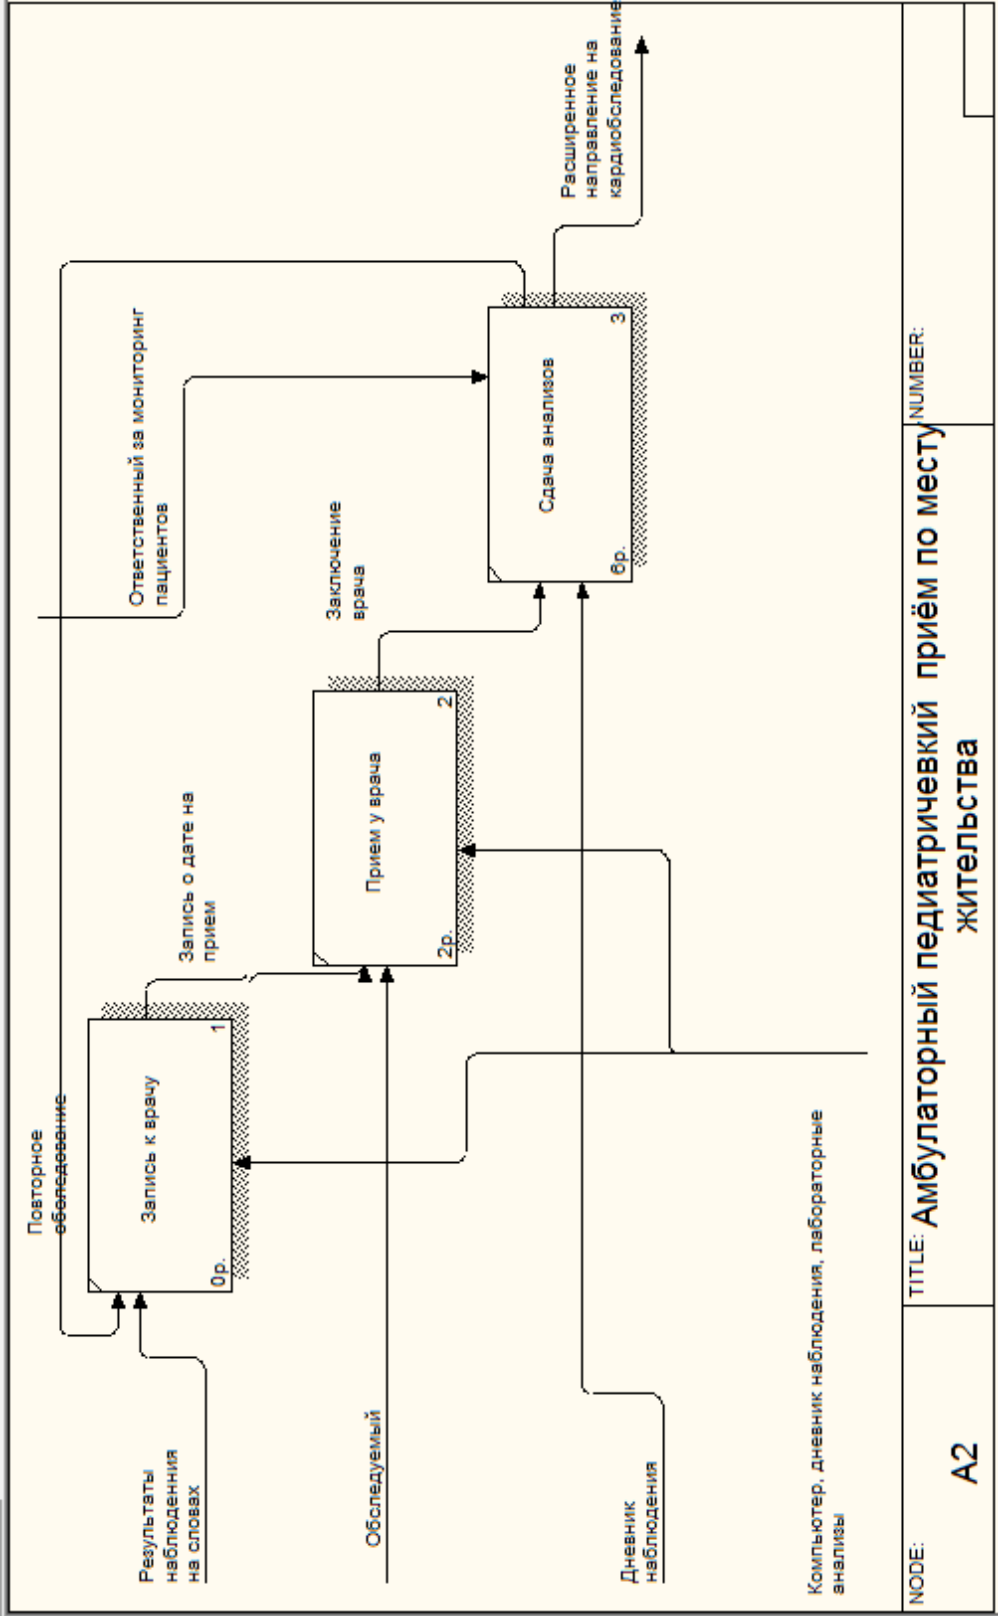 Повторное
обследование
Ответственный за мониторинг
пациентов
Запись к врачу
0р.
1
Запись о дате на
прием
Результаты
наблюденния
на словах
Прием у врача
2р.
2
Заключение
врача
Обследуемый
Сдача анализов
6р.
3
Расширенное
направление на
кардиобследование
Дневник
наблюдения
Компьютер, дневник наблюдения, лабораторные
анализы
NODE:
A2
TITLE: Амбулаторный педиатричевкий приём по месту
жительства
NUMBER: